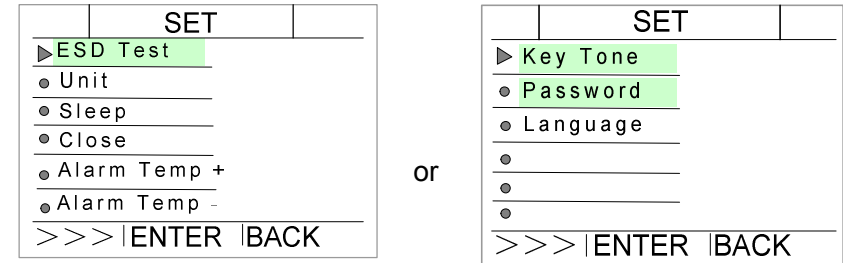 SET
ESD Test
Unit
Sleep
Close
Alarm Temp +
Alarm Temp -
>>> |ENTER |BACK
or
SET
Key Tone
Password
Language
>>> |ENTER |BACK